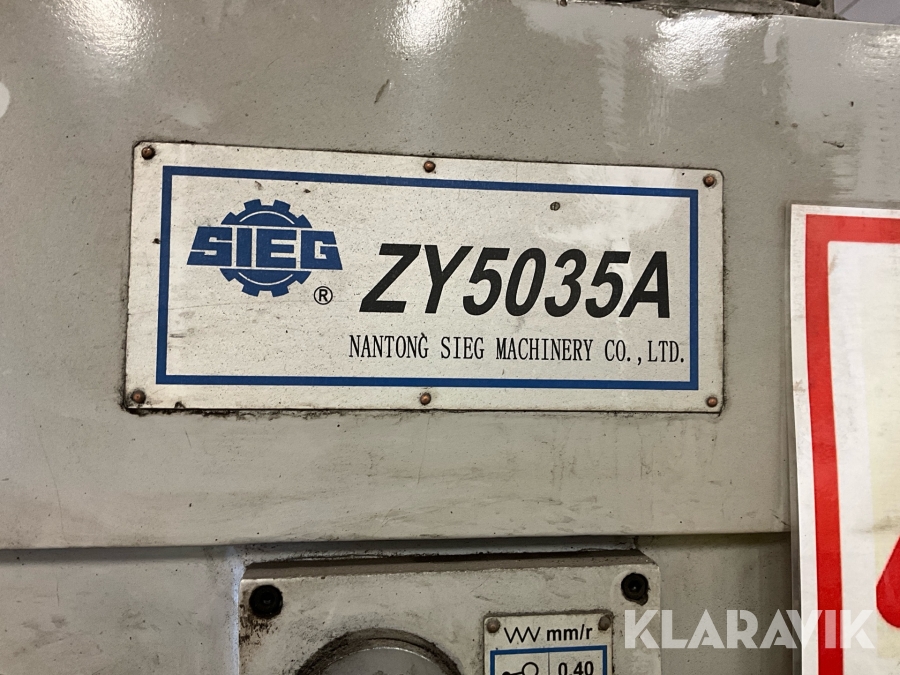 SIEG
®
ZY5035A
NANTONG SIEG MACHINERY CO.,LTD.
mm/r
0.40
KLARAVIK